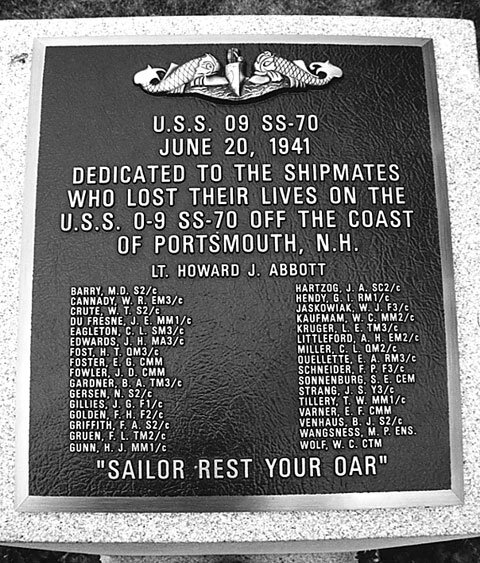 U.S.S. 09 SS-70
JUNE 20, 1941
DEDICATED TO THE SHIPMATES
WHO LOST THEIR LIVES ON THE
U.S.S. O-9 SS-70 OFF THE COAST
OF PORTSMOUTH, N.H.
LT. HOWARD J. ABBOTT
BARRY, M.D. S2/c
CANNADY, W. R. EM3/c
CRUTE, W. T. S2/c
DU FRESNE, J. E. MM1/c
EAGLETON, C. L. SM3/c
EDWARDS, J. H. MA3/c
FOST, H. T. QM3/c
FOSTER, E. G. CMM
FOWLER, J. D. CMM
GARDNER, B. A. TM3/c
GERSEN, N. S2/c
GILLIES, J. G. F1/c
GOLDEN, F. H. F2/c
GRIFFITH, F. A. S2/c
GRUEN, F. L. TM2/c
GUNN, H. J. MM1/c
HARTZOG, J. A. SC2/c
HENDY, G. I. RM1/c
JASKOWIAK, W. J. F3/c
KAUFMAM, W. C. MM2/c
KRUGER, L. E. TM3/c
LITTLEFORD, A. H. EM2/c
MILLER, C. L. QM2/c
OUELLETTE, E. A. RM3/c
SCHNEIDER, F. P. F3/c
SONNENBURG, S. E. CEM
STRANG, J. S. Y3/c
TILLERY, T. W. MM1/c
VARNER, E. F. CMM
VENHAUS, B. J. S2/c
WANGSNESS, M. P. ENS.
WOLF, W. C. CTM
"SAILOR REST YOUR OAR"